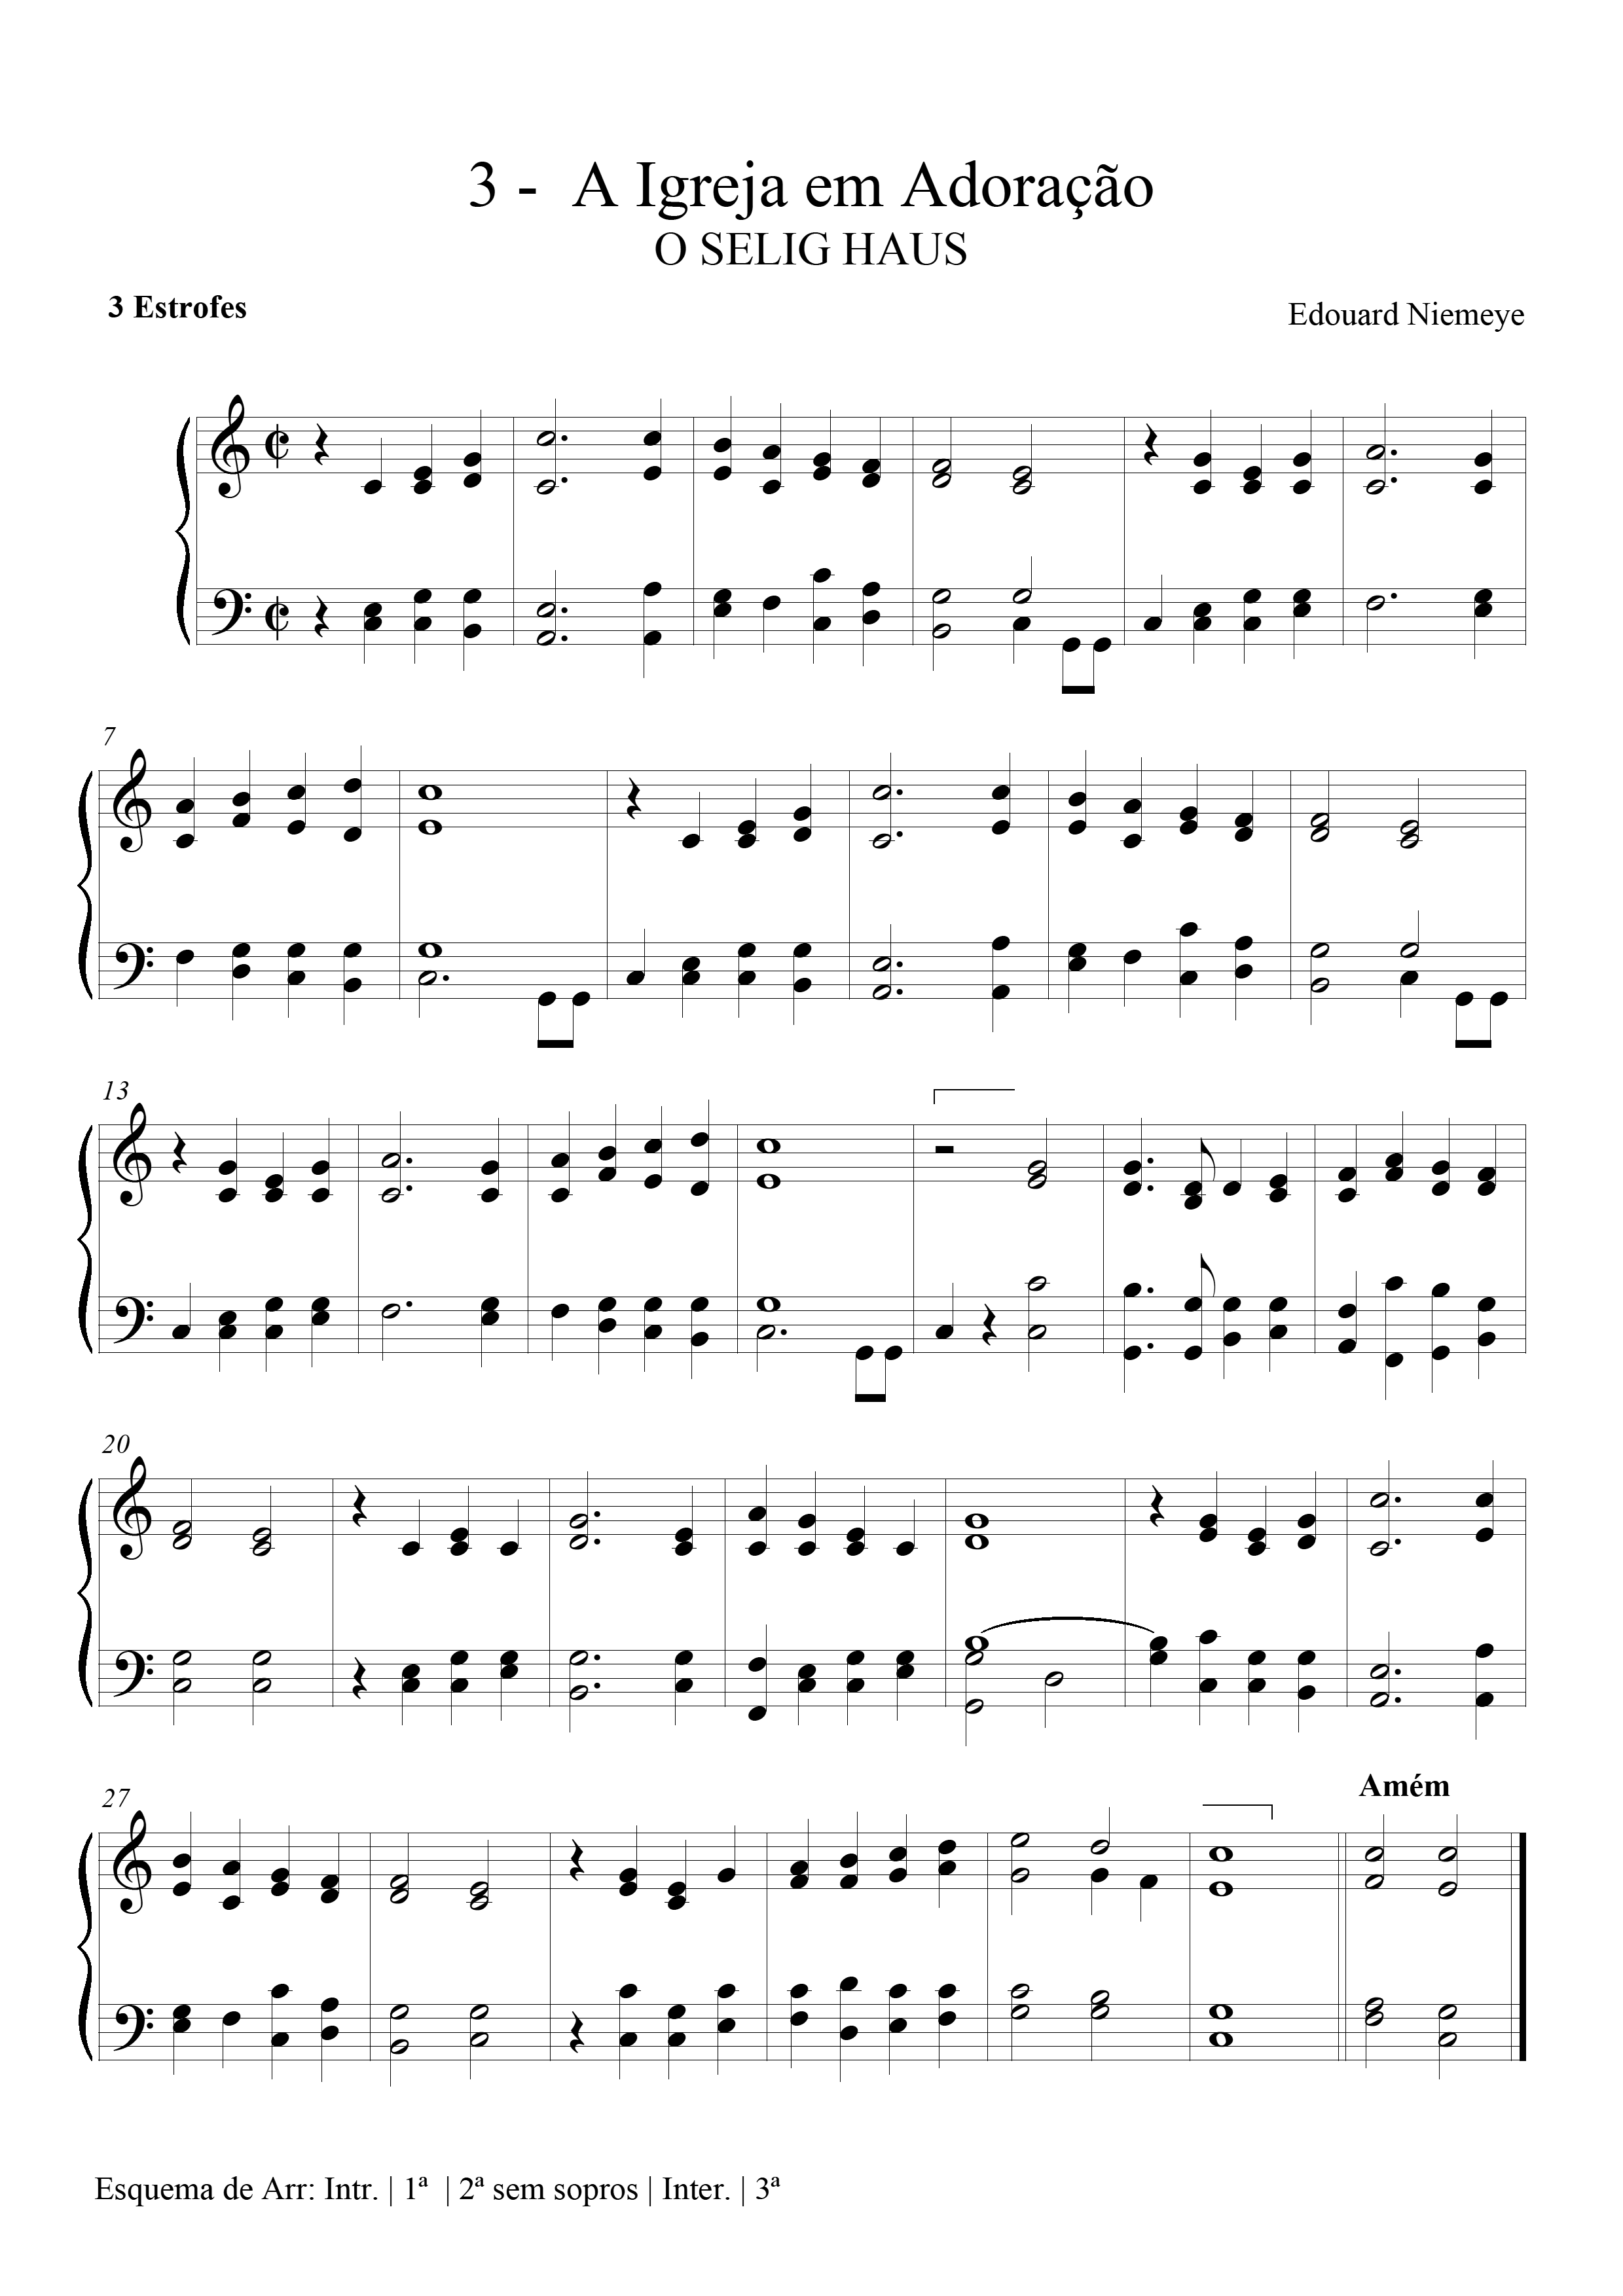 3 - A Igreja em Adoração
O SELIG HAUS
3 Estrofes
Edouard Niemeye
7
13
20
27
Amém
Esquema de Arr: Intr. | 1ª | 2ª sem sopros | Inter. | 3ª